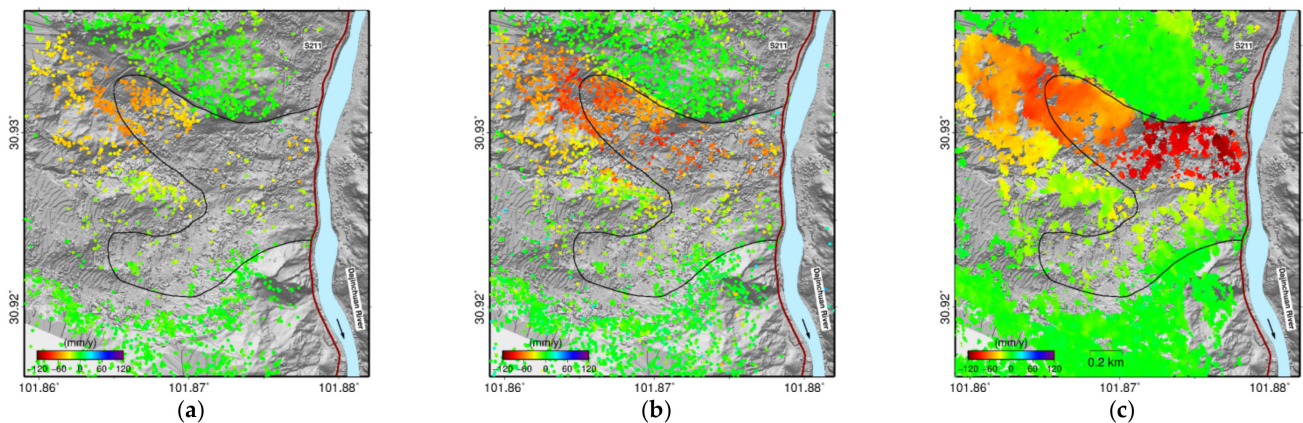 S211
30.93°
30.92°
Dajinchuan River
(mm/y)
−120 −60 0 60 120
101.86° 101.87° 101.88°
(a)
S211
30.93°
30.92°
Dajinchuan River
(mm/y)
−120 −60 0 60 120
101.86° 101.87° 101.88°
(b)
S211
30.93°
30.92°
Dajinchuan River
(mm/y)
−120 −60 0 60 120
0.2 km
101.86° 101.87° 101.88°
(c)